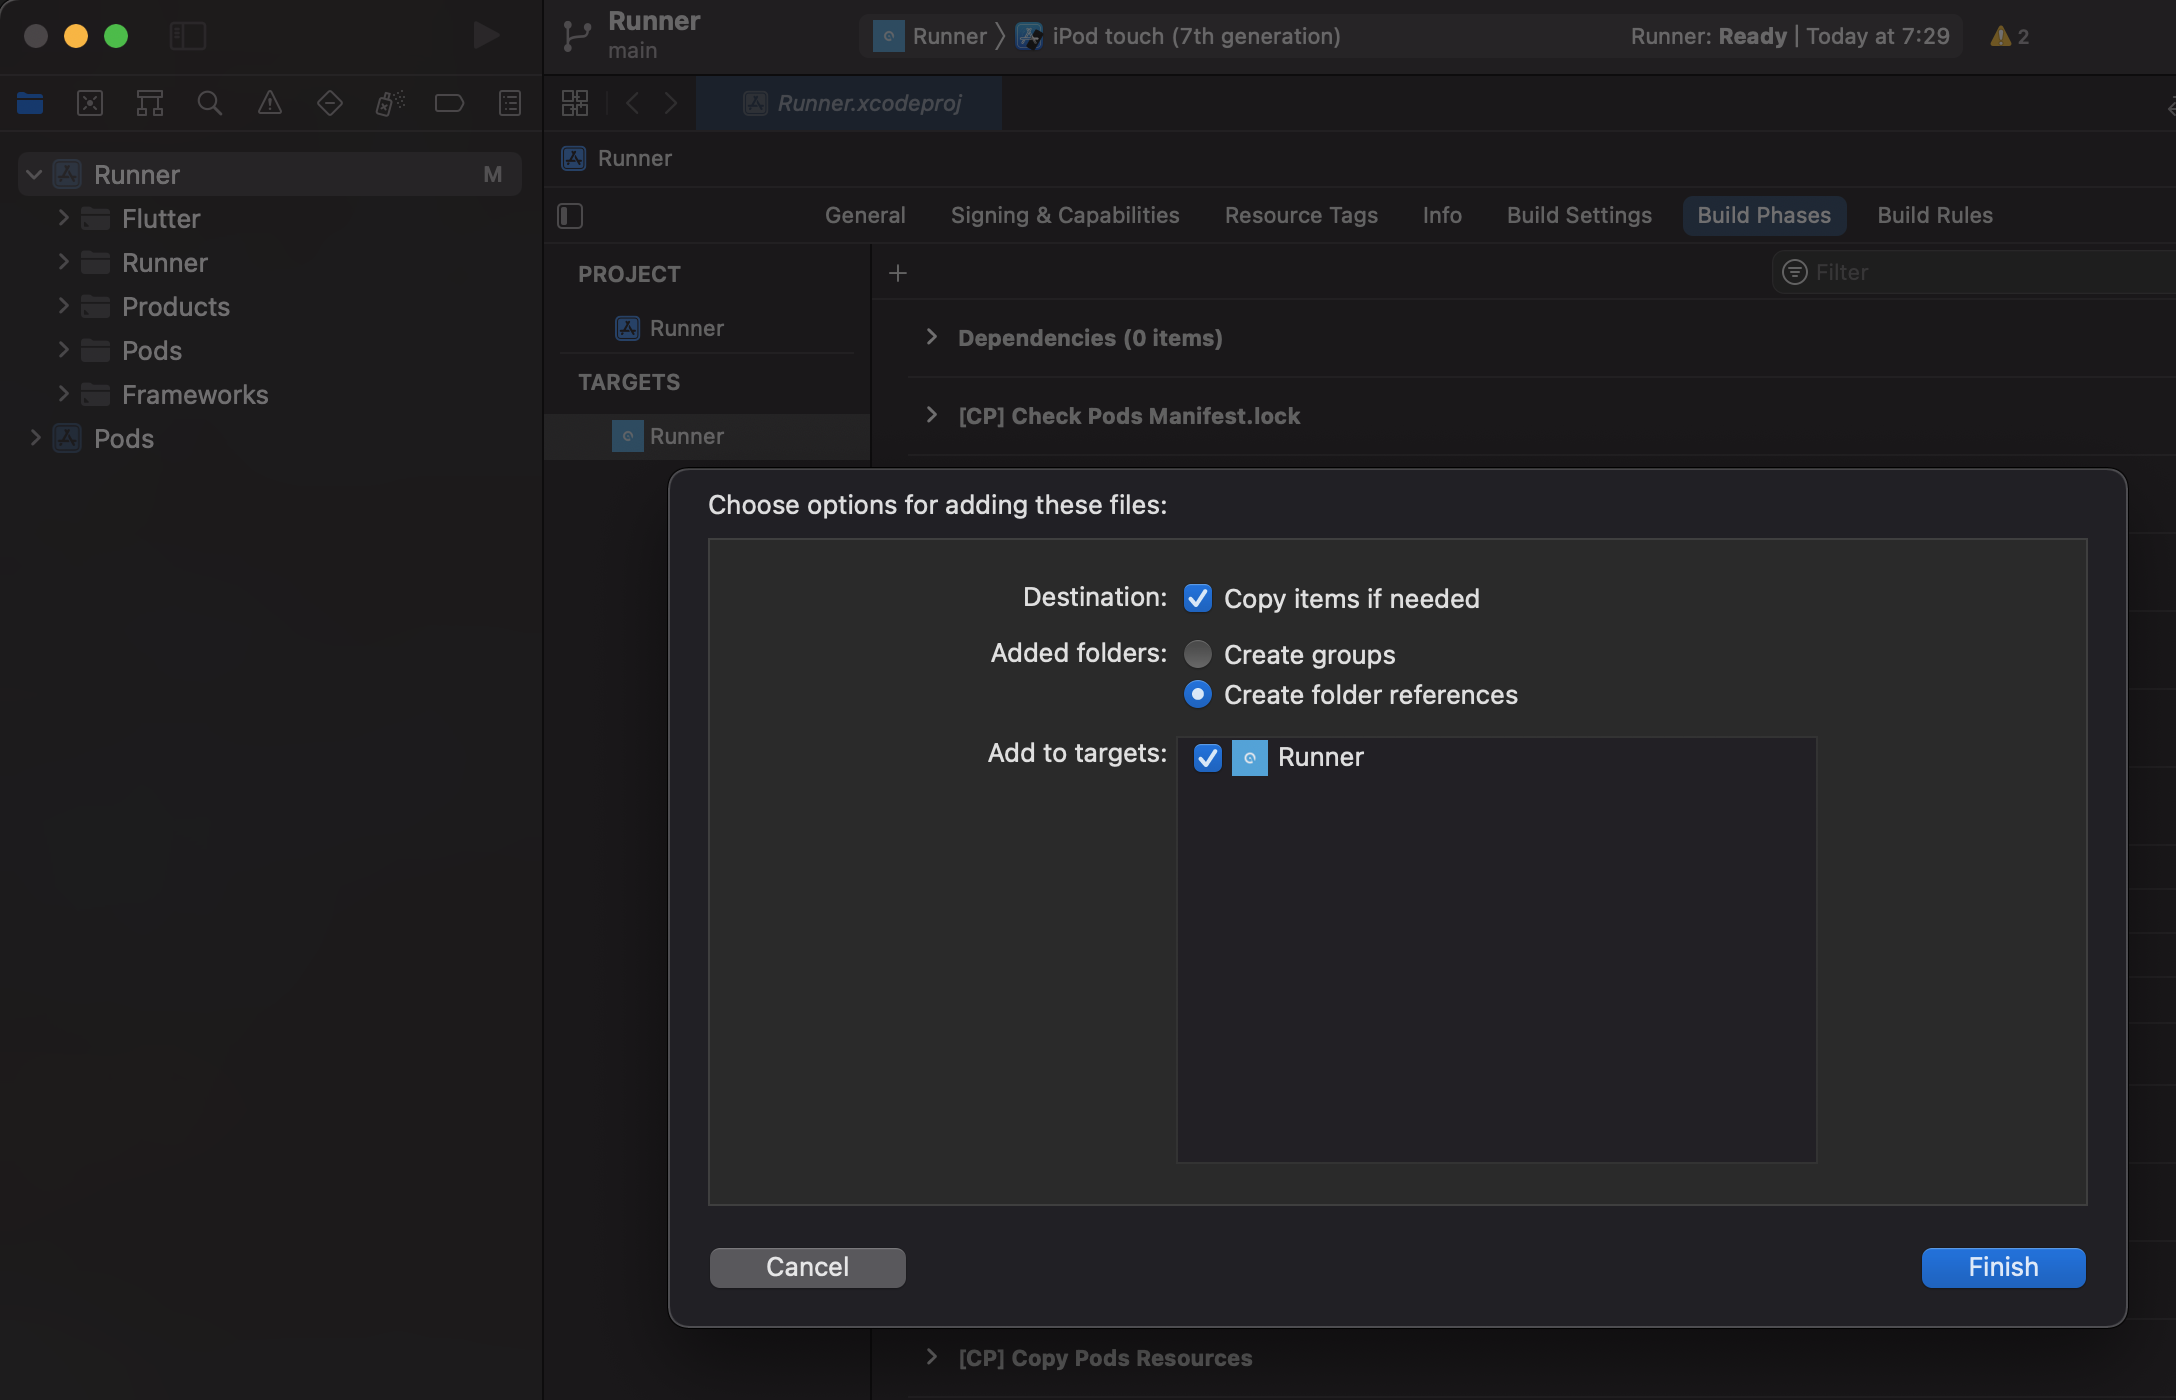 Runner
main
Runner
iPod touch (7th generation)
Runner: Ready | Today at 7:29
2
Runner.xcodeproj
Runner
Runner M
Flutter
Runner
Products
Pods
Frameworks
Pods
General
Signing & Capabilities
Resource Tags
Info
Build Settings
Build Phases
Build Rules
PROJECT
Runner
TARGETS
Runner
Filter
Dependencies (0 items)
[CP] Check Pods Manifest.lock
Choose options for adding these files:
Destination: Copy items if needed
Added folders: Create groups
Create folder references
Add to targets: Runner
Cancel
Finish
[CP] Copy Pods Resources